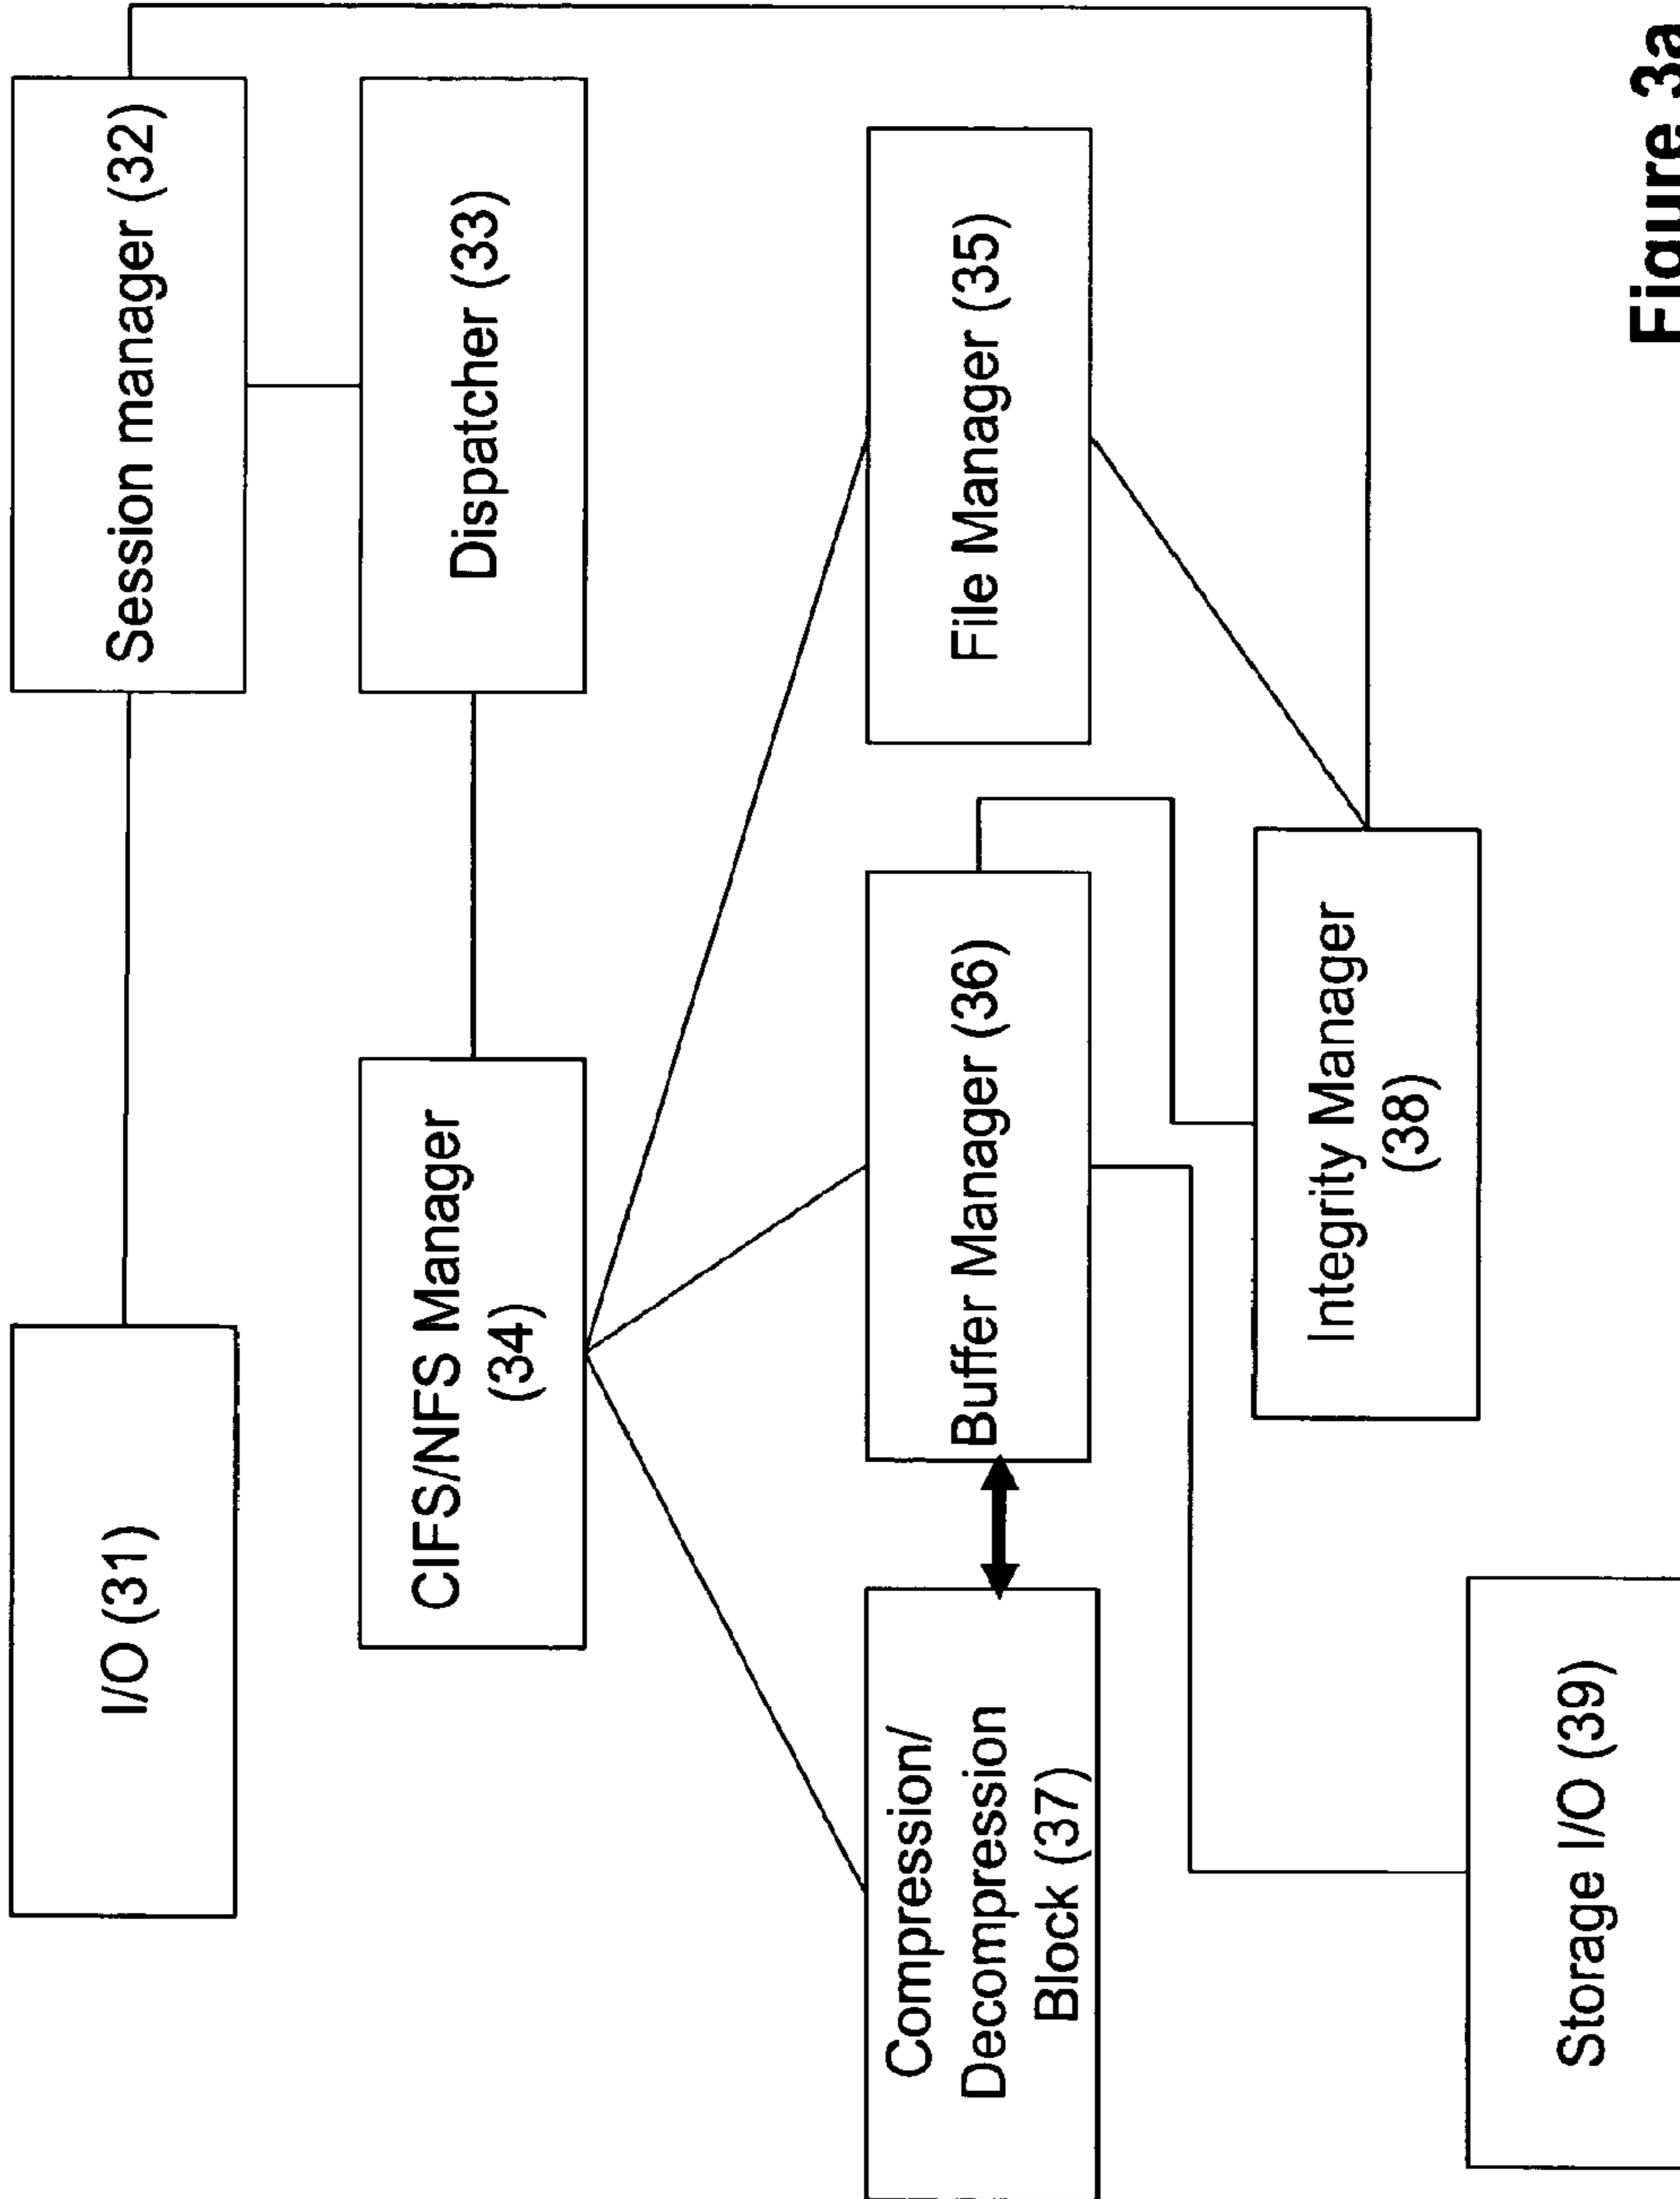 I/O (31)
Session manager (32)
CIFS/NFS Manager
(34)
Dispatcher (33)
Compression/
Decompression
Block (37)
Buffer Manager (36)
File Manager (35)
Integrity Manager
(38)
Storage I/O (39)
Figure 3a